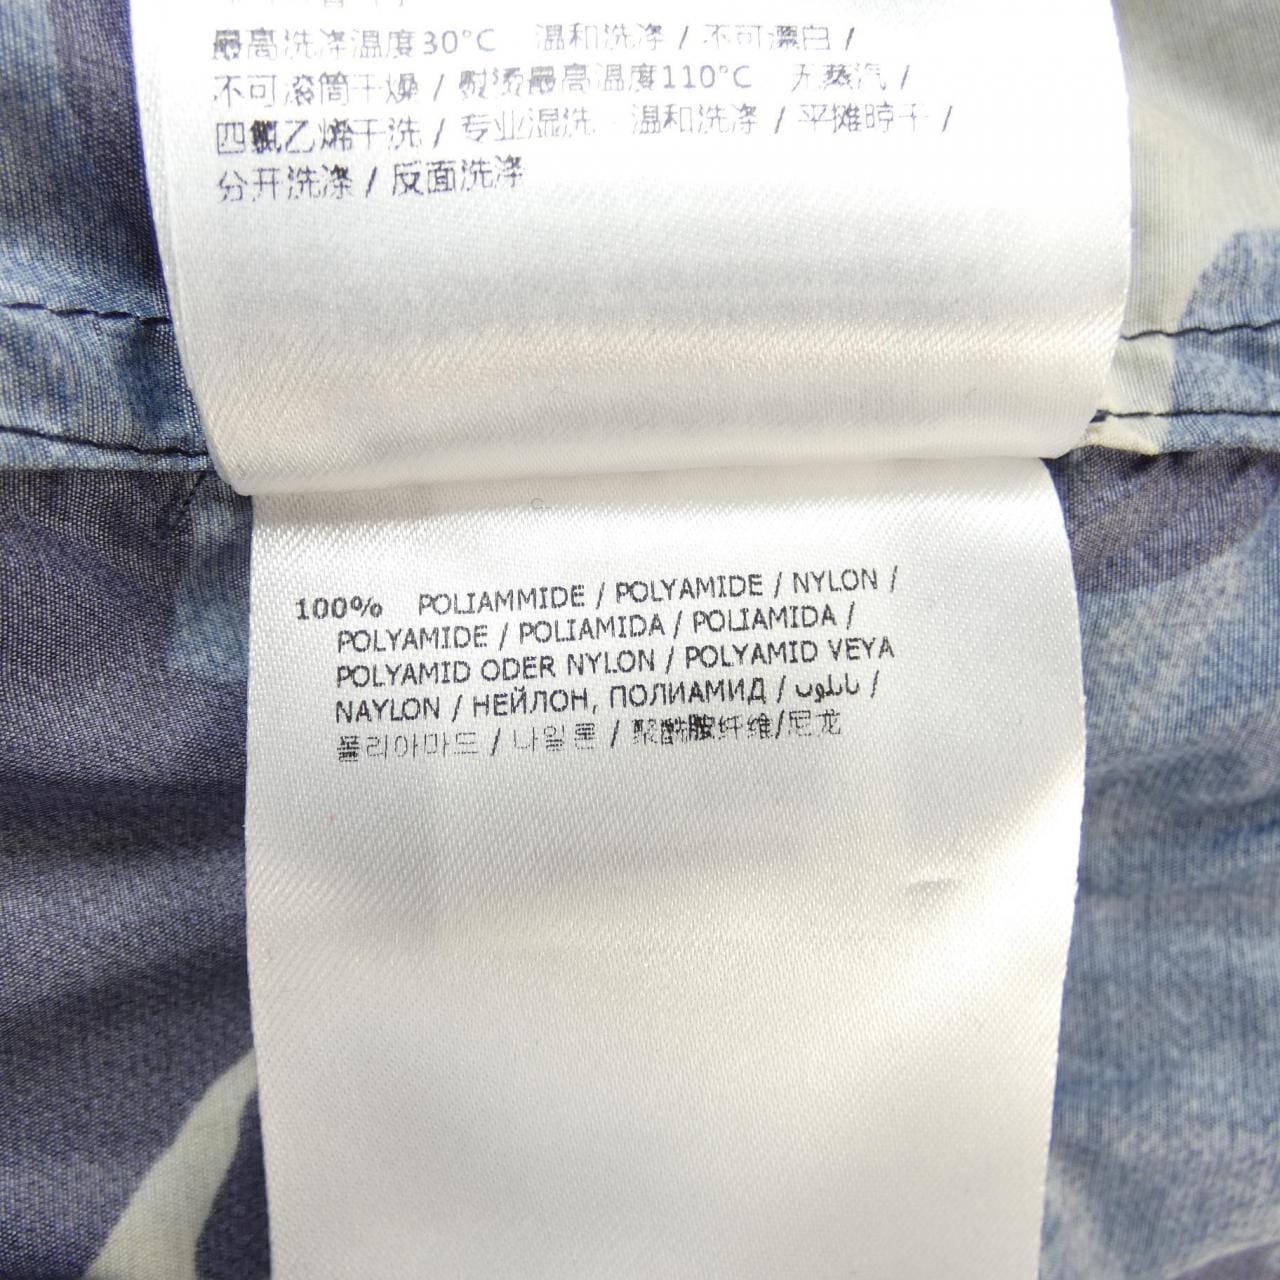 最高洗涤温度30°C 温和洗涤 / 不可漂白 /
不可滚筒干燥 / 熨烫最高温度110°C 无蒸汽 /
四氯乙烯干洗 / 专业湿洗 - 温和洗涤 / 平摊晾干 /
分开洗涤 / 反面洗涤
100% POLIAMMIDE / POLYAMIDE / NYLON /
POLYAMIDE / POLIAMIDA / POLIAMIDA /
POLYAMID ODER NYLON / POLYAMID VEYA
NAYLON / НЕЙЛОН, ПОЛИАМИД / نايلون /
폴리아마드 / 나일론 / 聚酰胺纤维/尼龙